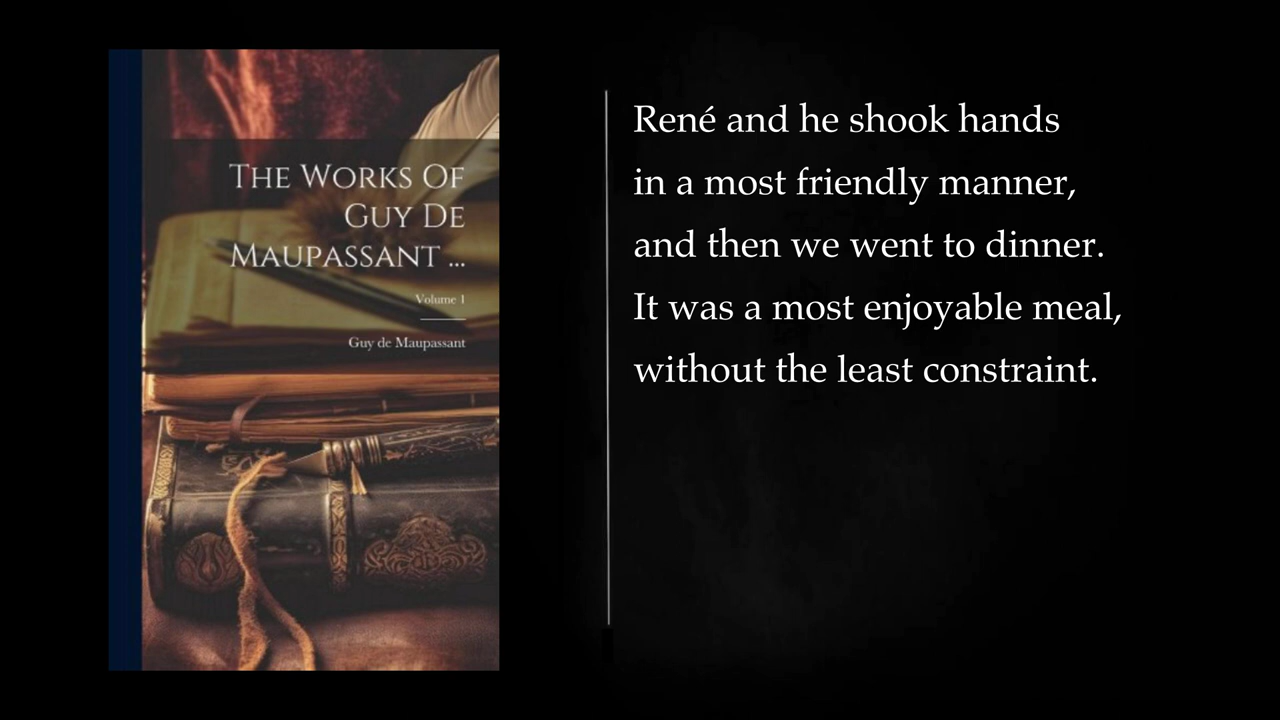 The Works Of
Guy De
Maupassant ...
Volume 1
Guy de Maupassant
René and he shook hands
in a most friendly manner,
and then we went to dinner.
It was a most enjoyable meal,
without the least constraint.